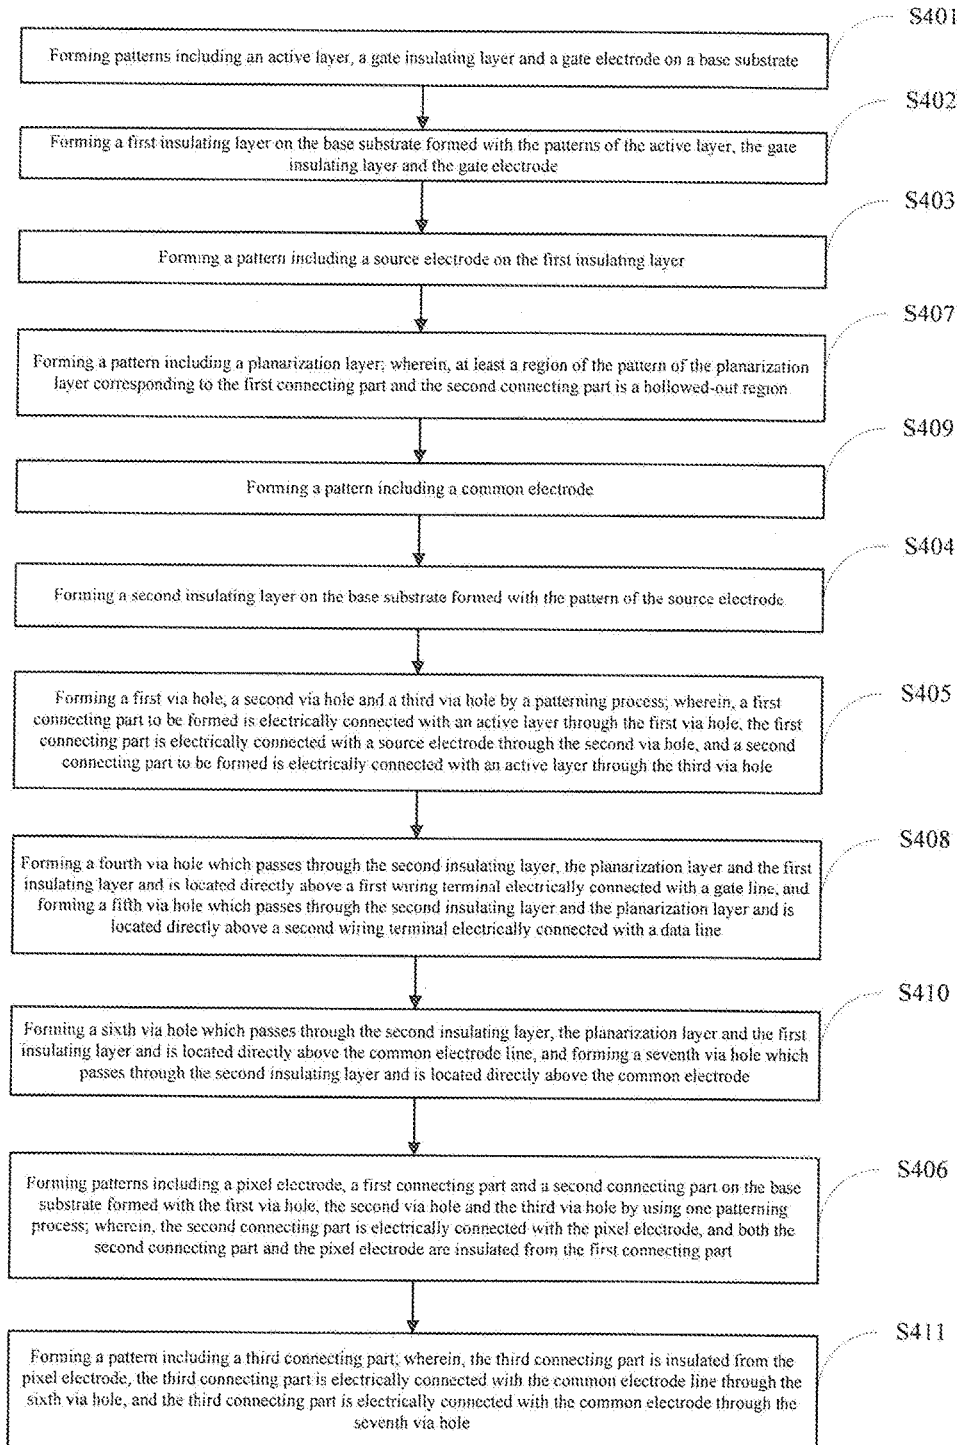 S401
Forming patterns including an active layer, a gate insulating layer and a gate electrode on a base substrate
S402
Forming a first insulating layer on the base substrate formed with the patterns of the active layer, the gate
insulating layer and the gate electrode
S403
Forming a pattern including a source electrode on the first insulating layer
S407
Forming a pattern including a planarization layer; wherein, at least a region of the pattern of the planarization
layer corresponding to the first connecting part and the second connecting part is a hollowed-out region
S409
Forming a pattern including a common electrode
S404
Forming a second insulating layer on the base substrate formed with the pattern of the source electrode
S405
Forming a first via hole, a second via hole and a third via hole by a patterning process; wherein, a first
connecting part to be formed is electrically connected with an active layer through the first via hole, the first
connecting part is electrically connected with a source electrode through the second via hole, and a second
connecting part to be formed is electrically connected with an active layer through the third via hole
S408
Forming a fourth via hole which passes through the second insulating layer, the planarization layer and the first
insulating layer and is located directly above a first wiring terminal electrically connected with a gate line, and
forming a fifth via hole which passes through the second insulating layer and the planarization layer and is
located directly above a second wiring terminal electrically connected with a data line
S410
Forming a sixth via hole which passes through the second insulating layer, the planarization layer and the first
insulating layer and is located directly above the common electrode line, and forming a seventh via hole which
passes through the second insulating layer and is located directly above the common electrode
S406
Forming patterns including a pixel electrode, a first connecting part and a second connecting part on the base
substrate formed with the first via hole, the second via hole and the third via hole by using one patterning
process; wherein, the second connecting part is electrically connected with the pixel electrode, and both the
second connecting part and the pixel electrode are insulated from the first connecting part
S411
Forming a pattern including a third connecting part; wherein, the third connecting part is insulated from the
pixel electrode, the third connecting part is electrically connected with the common electrode line through the
sixth via hole, and the third connecting part is electrically connected with the common electrode through the
seventh via hole